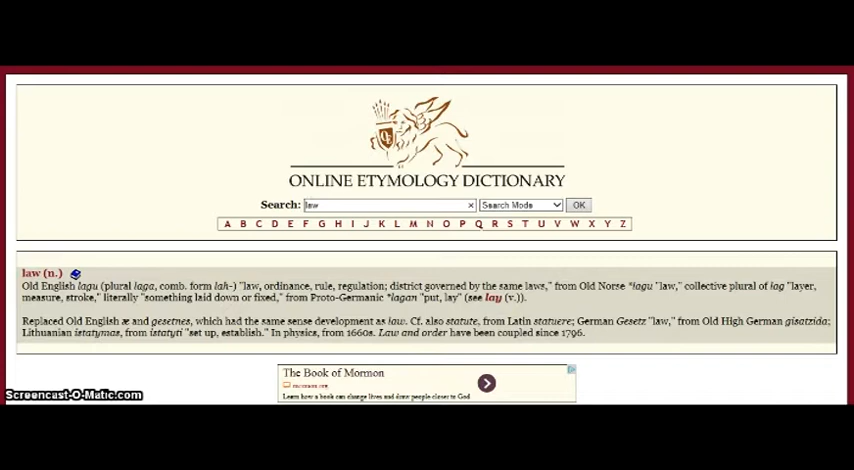 ONLINE ETYMOLOGY DICTIONARY
Search: law × Search Mode OK
A B C D E F G H I J K L M N O P Q R S T U V W X Y Z
law (n.)
Old English lagu (plural laga, comb. form lah-) "law, ordinance, rule, regulation; district governed by the same laws," from Old Norse *lagu "law," collective plural of lag "layer,
measure, stroke," literally "something laid down or fixed," from Proto-Germanic *lagan "put, lay" (see lay (v.)).
Replaced Old English æ and gesetnes, which had the same sense development as law. Cf. also statute, from Latin statuere; German Gesetz "law," from Old High German gisatzida;
Lithuanian istatymas, from istatyti "set up, establish." In physics, from 1660s. Law and order have been coupled since 1796.
The Book of Mormon
mormon.org
Learn how a book can change lives and draw people closer to God
Screencast-O-Matic.com